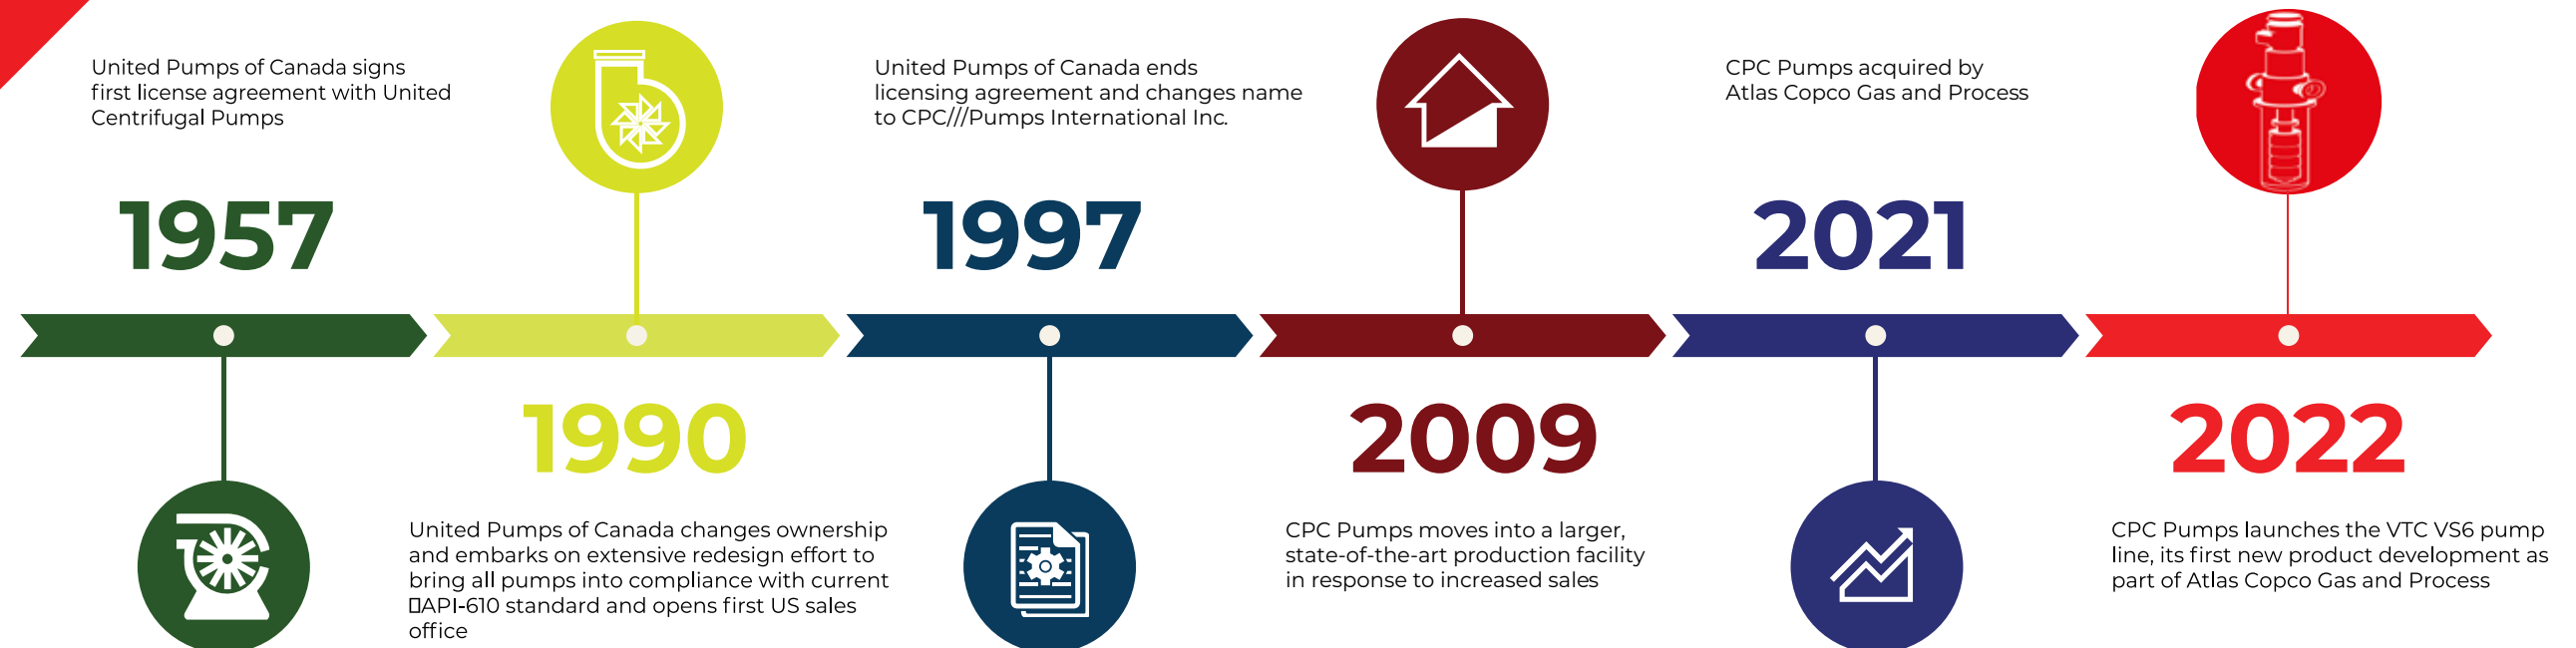 United Pumps of Canada signs
first license agreement with United
Centrifugal Pumps
1957
1990
United Pumps of Canada changes ownership
and embarks on extensive redesign effort to
bring all pumps into compliance with current
▯API-610 standard and opens first US sales
office
United Pumps of Canada ends
licensing agreement and changes name
to CPC///Pumps International Inc.
1997
2009
CPC Pumps moves into a larger,
state-of-the-art production facility
in response to increased sales
CPC Pumps acquired by
Atlas Copco Gas and Process
2021
2022
CPC Pumps launches the VTC VS6 pump
line, its first new product development as
part of Atlas Copco Gas and Process